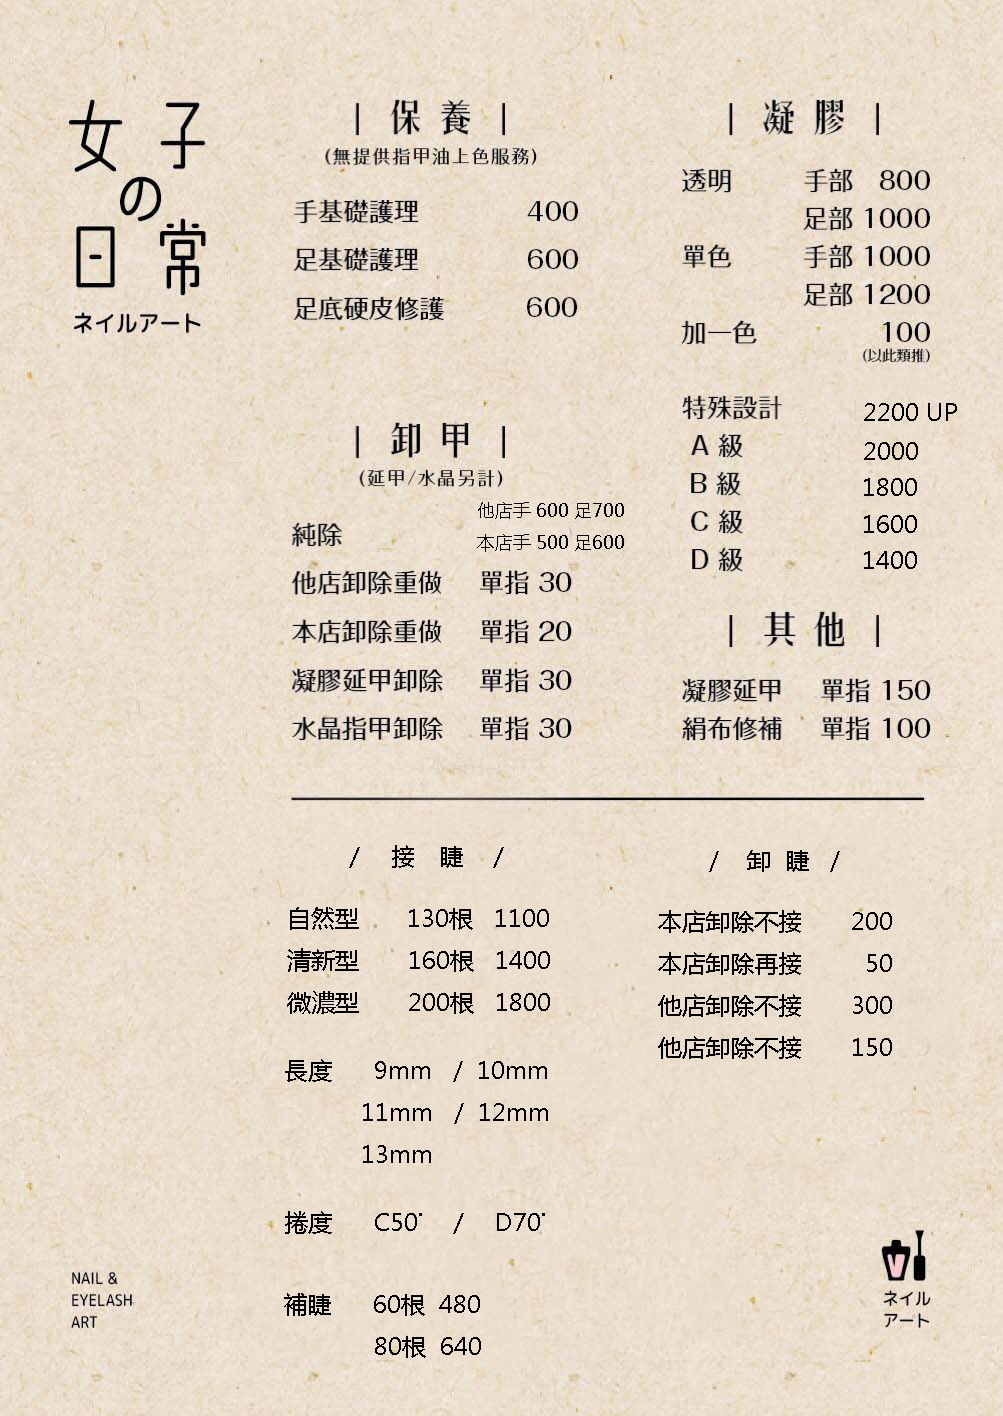 女子
の
日常
ネイルアート
| 保養 |
(無提供指甲油上色服務)
手基礎護理 400
足基礎護理 600
足底硬皮修護 600
| 卸甲 |
(延甲/水晶另計)
純除
他店手 600 足700
本店手 500 足600
他店卸除重做 單指 30
本店卸除重做 單指 20
凝膠延甲卸除 單指 30
水晶指甲卸除 單指 30
| 凝膠 |
透明 手部 800
足部 1000
單色 手部 1000
足部 1200
加一色 100
(以此類推)
特殊設計 2200 UP
A 級 2000
B 級 1800
C 級 1600
D 級 1400
| 其他 |
凝膠延甲 單指 150
絹布修補 單指 100
/ 接睫 /
自然型 130根 1100
清新型 160根 1400
微濃型 200根 1800
長度 9mm / 10mm
11mm / 12mm
13mm
捲度 C50° / D70°
補睫 60根 480
80根 640
/ 卸睫 /
本店卸除不接 200
本店卸除再接 50
他店卸除不接 300
他店卸除不接 150
NAIL &
EYELASH
ART
ネイル
アート